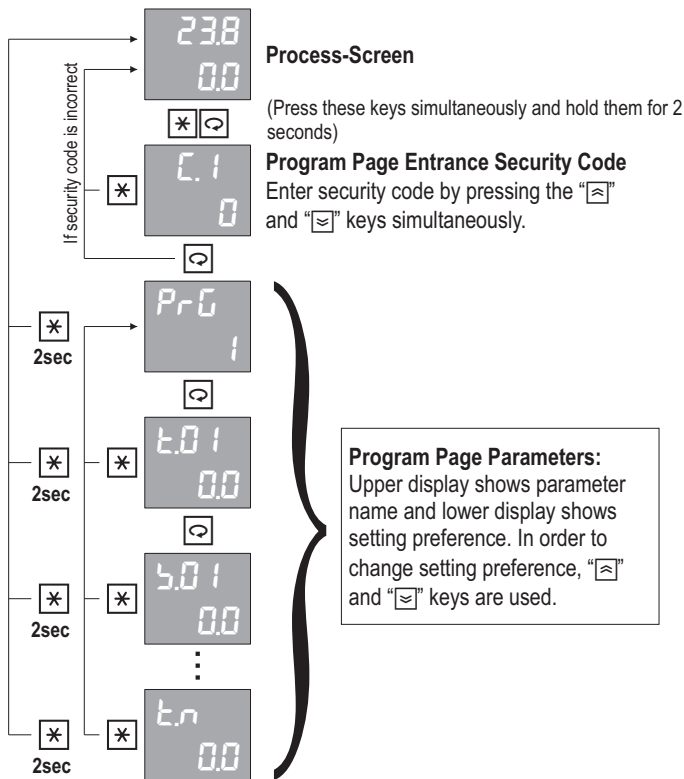 23.8
0.0
Process-Screen
(Press these keys simultaneously and hold them for 2
seconds)
If security code is incorrect
C. 1
0
Program Page Entrance Security Code
Enter security code by pressing the “”
and “” keys simultaneously.
PrG
1
2sec
t.01
0.0
2sec
Program Page Parameters:
Upper display shows parameter
name and lower display shows
setting preference. In order to
change setting preference, “”
and “” keys are used.
5.01
0.0
2sec
t.n
0.0
2sec